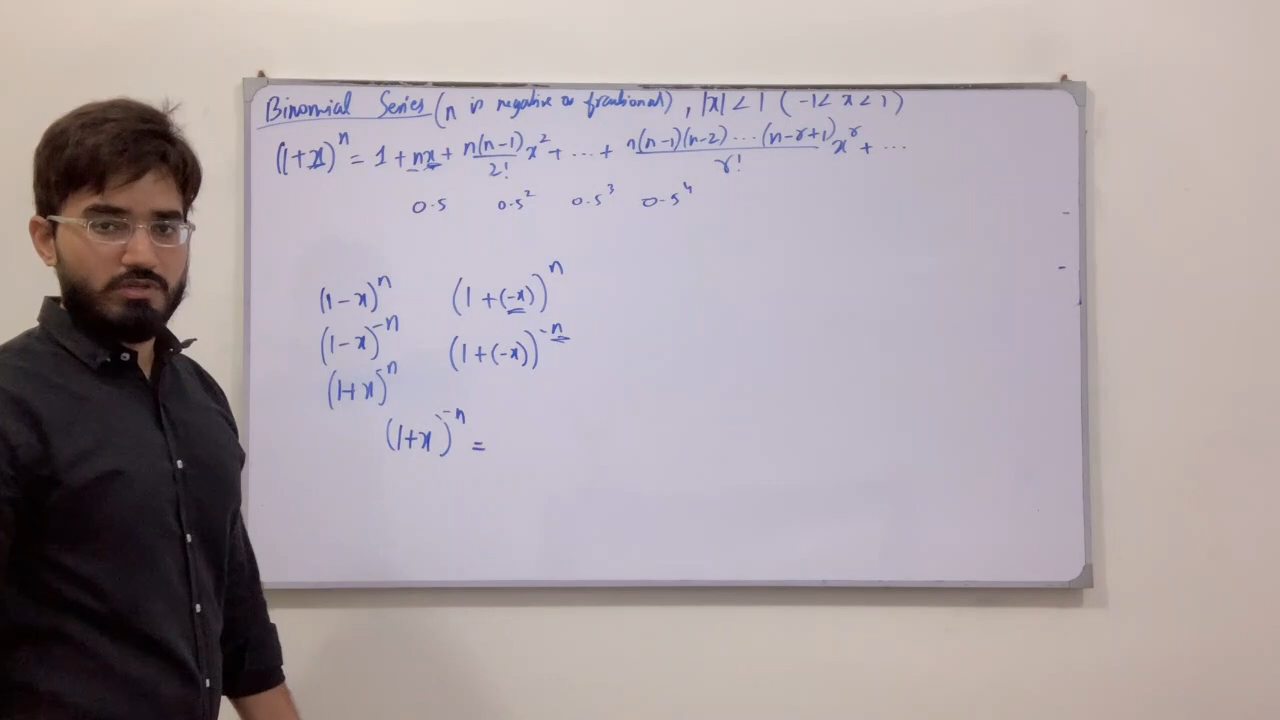 Binomial Series (n is negative or fractional), |x| < 1 (-1 < x < 1)
(1+x)^n = 1 + nx + n(n-1)/2! x^2 + ... + n(n-1)(n-2)...(n-r+1)/r! x^r + ...
0.5 0.5^2 0.5^3 0.5^4
(1-x)^n (1+(-x))^n
(1-x)^-n (1+(-x))^-n
(1+x)^n
(1+x)^-n =